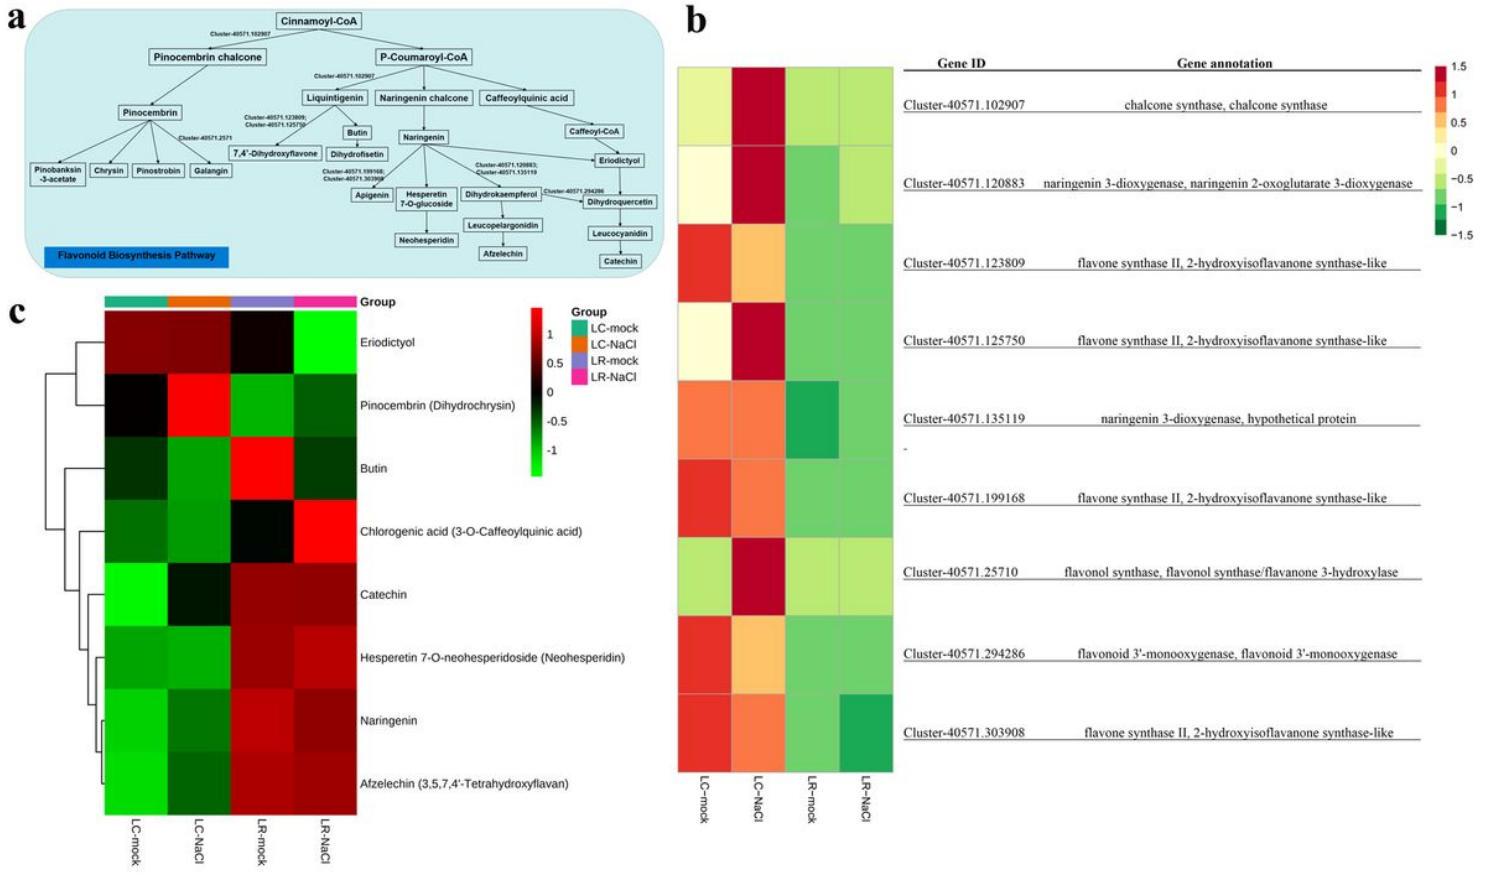 a
Cinnamoyl-CoA
Cluster-40571.102907
Pinocembrin chalcone
P-Coumaroyl-CoA
Cluster-40571.102907
Liquintigenin
Naringenin chalcone
Caffeoylquinic acid
Pinocembrin
Cluster-40571.123809;
Cluster-40571.125750
Butin
Naringenin
Caffeoyl-CoA
Cluster-40571.2571
7,4'-Dihydroxyflavone
Dihydrofisetin
Eriodictyol
Pinobanksin
-3-acetate
Chrysin
Pinostrobin
Galangin
Cluster-40571.199168;
Cluster-40571.303908
Cluster-40571.120883;
Cluster-40571.135119
Apigenin
Hesperetin
7-O-glucoside
Dihydrokaempferol
Cluster-40571.294286
Dihydroquercetin
Leucopelargonidin
Leucocyanidin
Neohesperidin
Afzelechin
Catechin
Flavonoid Biosynthesis Pathway
b
Gene ID Gene annotation
Cluster-40571.102907 chalcone synthase, chalcone synthase
Cluster-40571.120883 naringenin 3-dioxygenase, naringenin 2-oxoglutarate 3-dioxygenase
Cluster-40571.123809 flavone synthase II, 2-hydroxyisoflavanone synthase-like
Cluster-40571.125750 flavone synthase II, 2-hydroxyisoflavanone synthase-like
Cluster-40571.135119 naringenin 3-dioxygenase, hypothetical protein
-
Cluster-40571.199168 flavone synthase II, 2-hydroxyisoflavanone synthase-like
Cluster-40571.25710 flavonol synthase, flavonol synthase/flavanone 3-hydroxylase
Cluster-40571.294286 flavonoid 3'-monooxygenase, flavonoid 3'-monooxygenase
Cluster-40571.303908 flavone synthase II, 2-hydroxyisoflavanone synthase-like
1.5
1
0.5
0
−0.5
−1
−1.5
LC−mock
LC−NaCl
LR−mock
LR−NaCl
c
Group
Eriodictyol
Pinocembrin (Dihydrochrysin)
Butin
Chlorogenic acid (3-O-Caffeoylquinic acid)
Catechin
Hesperetin 7-O-neohesperidoside (Neohesperidin)
Naringenin
Afzelechin (3,5,7,4'-Tetrahydroxyflavan)
1
0.5
0
-0.5
-1
Group
LC-mock
LC-NaCl
LR-mock
LR-NaCl
LC-mock
LC-NaCl
LR-mock
LR-NaCl